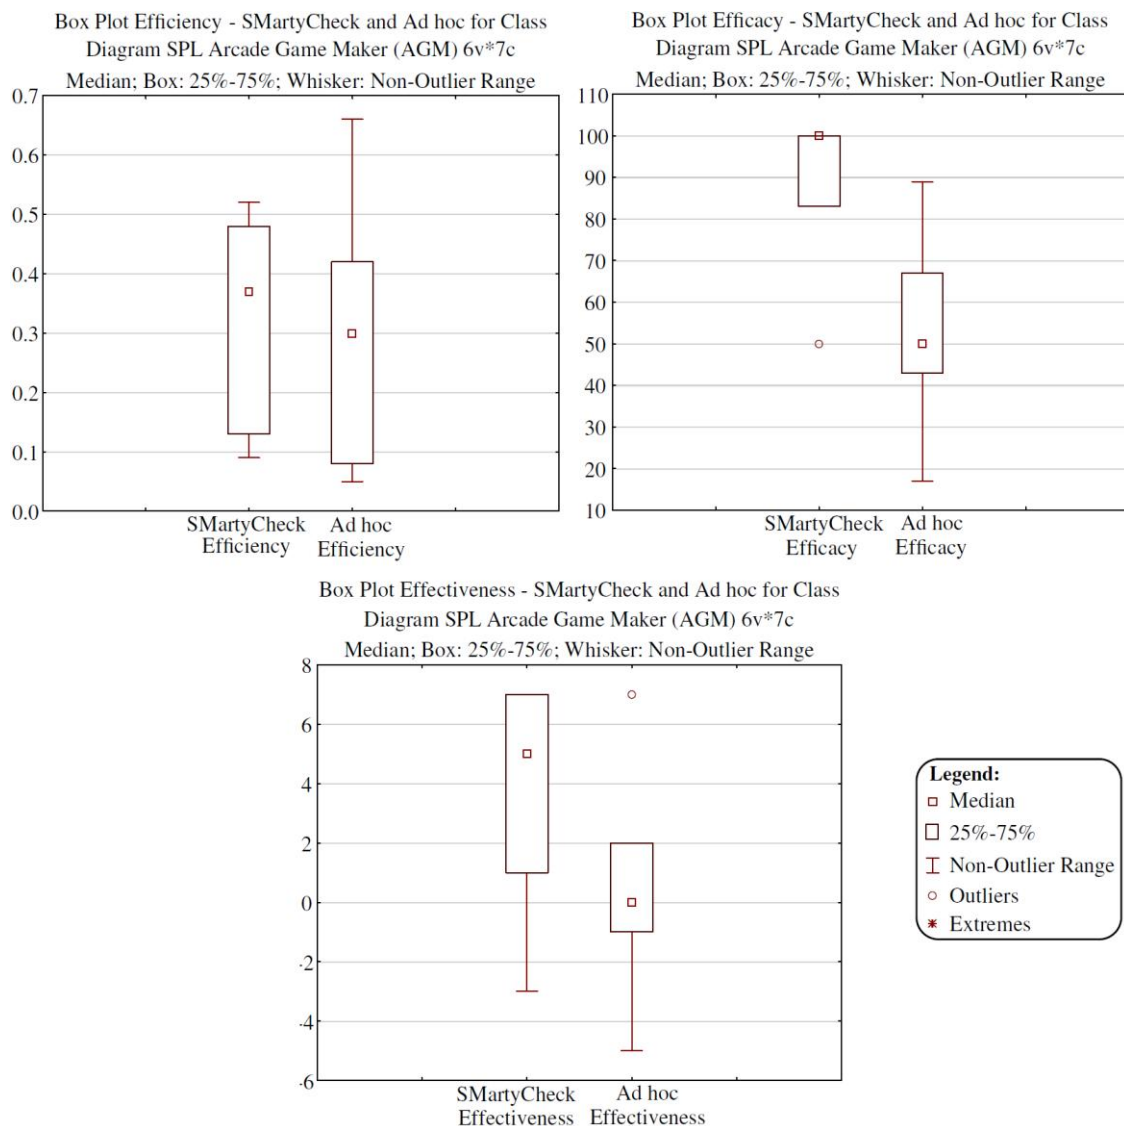 Box Plot Efficiency - SMartyCheck and Ad hoc for Class
Diagram SPL Arcade Game Maker (AGM) 6v*7c
Median; Box: 25%-75%; Whisker: Non-Outlier Range
0.7
0.6
0.5
0.4
0.3
0.2
0.1
0.0
SMartyCheck
Efficiency
Ad hoc
Efficiency
Box Plot Efficacy - SMartyCheck and Ad hoc for Class
Diagram SPL Arcade Game Maker (AGM) 6v*7c
Median; Box: 25%-75%; Whisker: Non-Outlier Range
110
100
90
80
70
60
50
40
30
20
10
SMartyCheck
Efficacy
Ad hoc
Efficacy
Box Plot Effectiveness - SMartyCheck and Ad hoc for Class
Diagram SPL Arcade Game Maker (AGM) 6v*7c
Median; Box: 25%-75%; Whisker: Non-Outlier Range
8
6
4
2
0
-2
-4
-6
SMartyCheck
Effectiveness
Ad hoc
Effectiveness
Legend:
Median
25%-75%
Non-Outlier Range
Outliers
Extremes